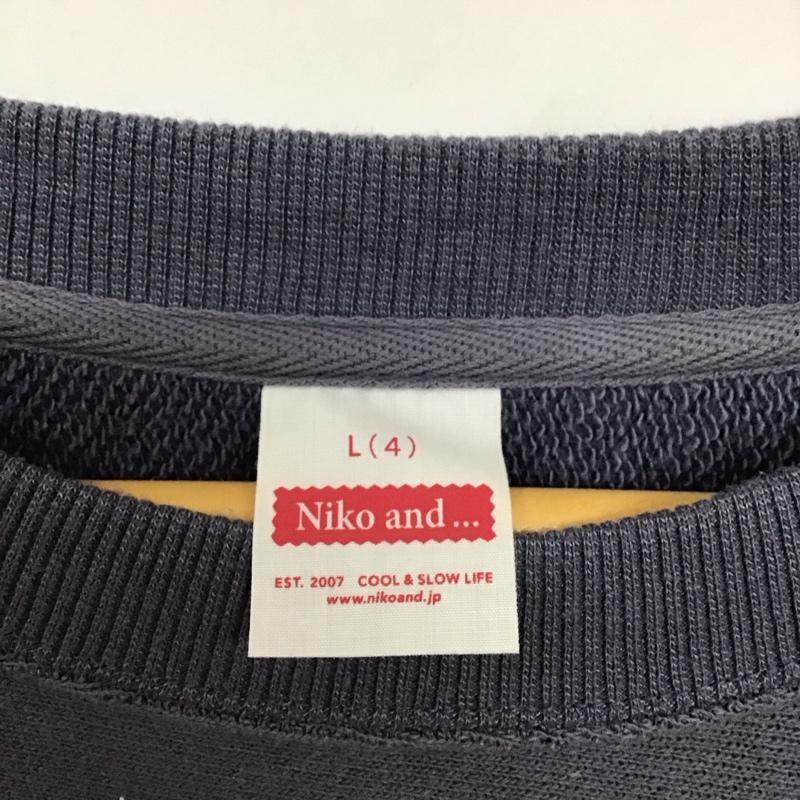 L(4)
Niko and...
EST. 2007 COOL & SLOW LIFE
www.nikoand.jp